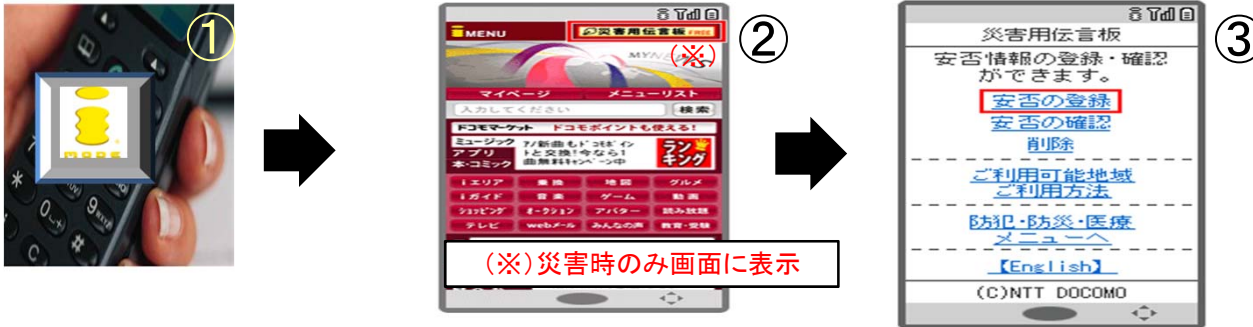 ①
MODE
②
MENU
災害用伝言板 FREE
(※)
マイページ メニューリスト
入力してください 検索
ドコモマーケット ドコモポイントも使える!
ミュージック
アプリ
本・コミック
ランキング
iエリア 乗換 地図 グルメ
iガイド 音楽 ゲーム 動画
ショッピング オークション アバター 読み放題
テレビ webメール みんなの声 教育・受験
(※)災害時のみ画面に表示
③
災害用伝言板
安否情報の登録・確認
ができます。
安否の登録
安否の確認
削除
ご利用可能地域
ご利用方法
防犯・防災・医療
メニューへ
【English】
(C)NTT DOCOMO